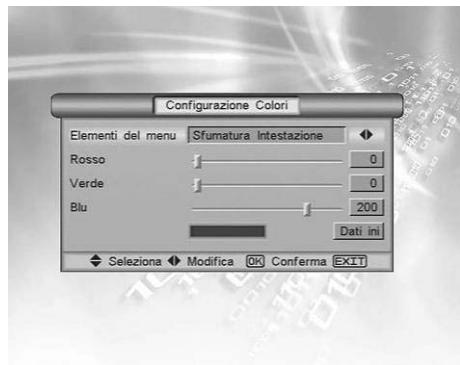 Configurazione Colori
Elementi del menu Sfumatura Intestazione
Rosso 0
Verde 0
Blu 200
Dati ini
Seleziona Modifica OK Conferma EXIT